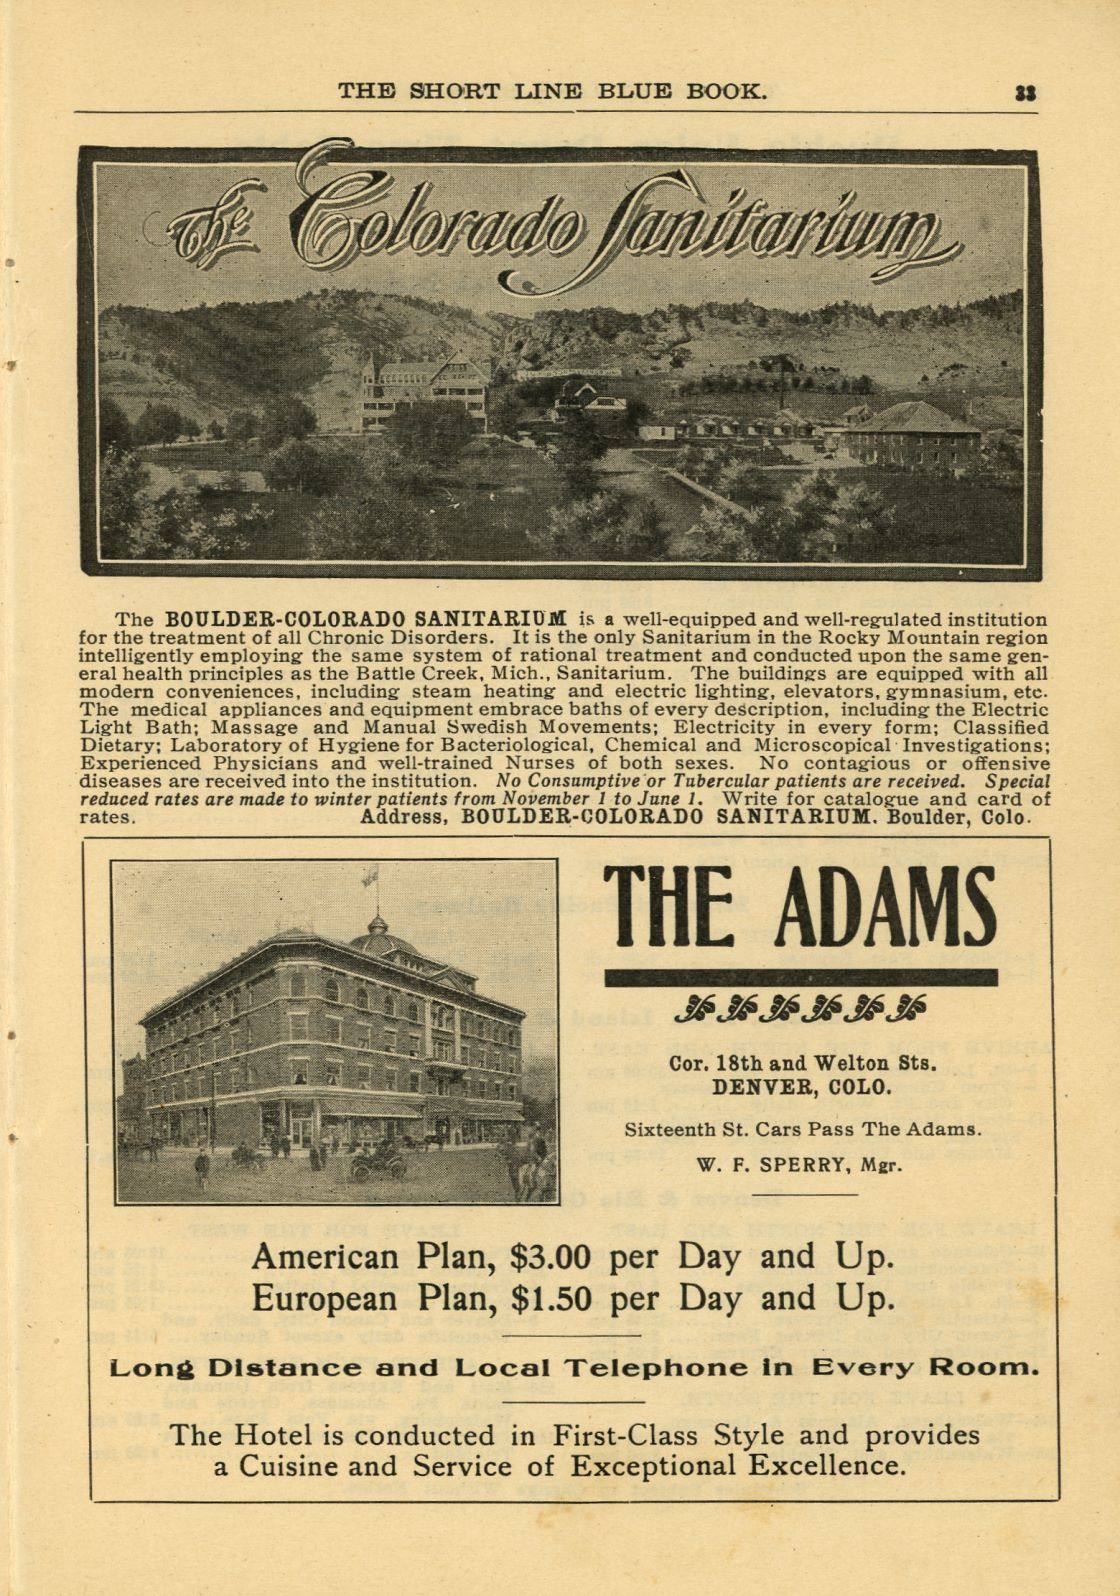 THE SHORT LINE BLUE BOOK. 33
The Colorado Sanitarium
The BOULDER-COLORADO SANITARIUM is a well-equipped and well-regulated institution
for the treatment of all Chronic Disorders. It is the only Sanitarium in the Rocky Mountain region
intelligently employing the same system of rational treatment and conducted upon the same gen-
eral health principles as the Battle Creek, Mich., Sanitarium. The buildings are equipped with all
modern conveniences, including steam heating and electric lighting, elevators, gymnasium, etc.
The medical appliances and equipment embrace baths of every description, including the Electric
Light Bath; Massage and Manual Swedish Movements; Electricity in every form; Classified
Dietary; Laboratory of Hygiene for Bacteriological, Chemical and Microscopical Investigations;
Experienced Physicians and well-trained Nurses of both sexes. No contagious or offensive
diseases are received into the institution. No Consumptive or Tubercular patients are received. Special
reduced rates are made to winter patients from November 1 to June 1. Write for catalogue and card of
rates. Address, BOULDER-COLORADO SANITARIUM. Boulder, Colo.
THE ADAMS
Cor. 18th and Welton Sts.
DENVER, COLO.
Sixteenth St. Cars Pass The Adams.
W. F. SPERRY, Mgr.
American Plan, $3.00 per Day and Up.
European Plan, $1.50 per Day and Up.
Long Distance and Local Telephone in Every Room.
The Hotel is conducted in First-Class Style and provides
a Cuisine and Service of Exceptional Excellence.